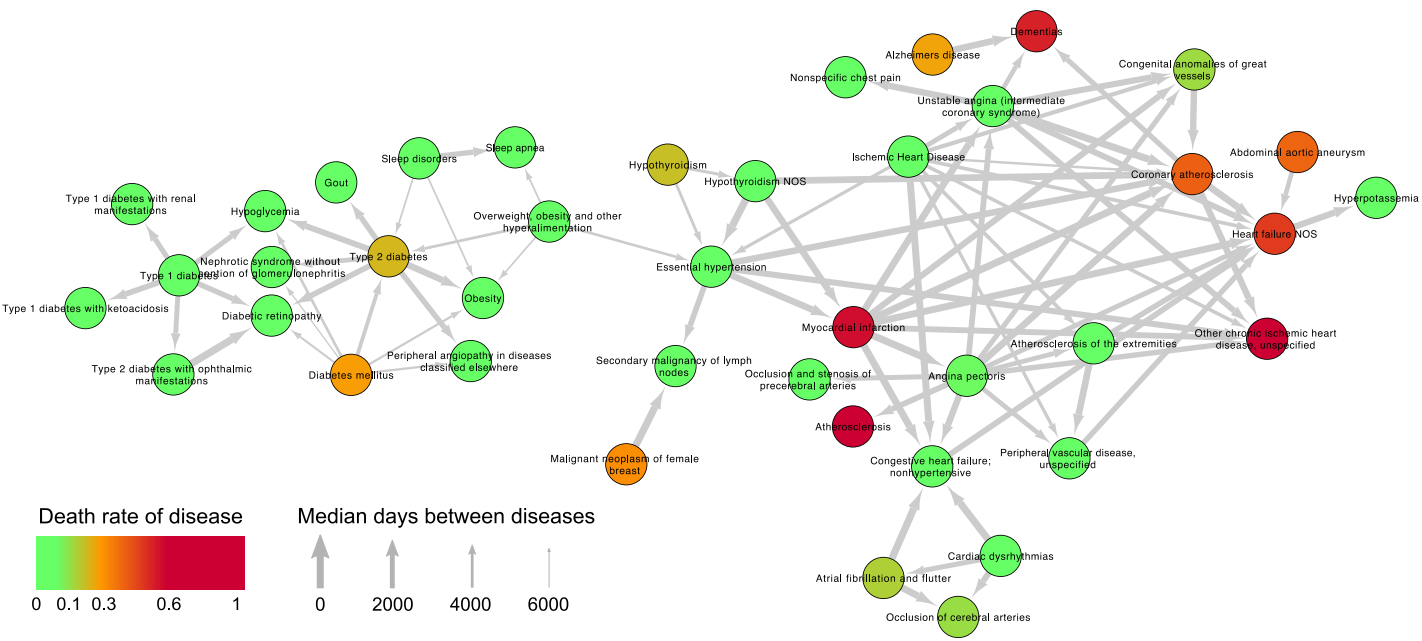 Dementias
Alzheimers disease
Nonspecific chest pain
Congenital anomalies of great
vessels
Unstable angina (intermediate
coronary syndrome)
Sleep disorders
Sleep apnea
Hypothyroidism
Hypothyroidism NOS
Ischemic Heart Disease
Coronary atherosclerosis
Abdominal aortic aneurysm
Hyperpotassemia
Gout
Type 1 diabetes with renal
manifestations
Hypoglycemia
Overweight, obesity and other
hyperalimentation
Heart failure NOS
Type 2 diabetes
Nephrotic syndrome without
mention of glomerulonephritis
Type 1 diabetes
Essential hypertension
Obesity
Type 1 diabetes with ketoacidosis
Diabetic retinopathy
Myocardial infarction
Atherosclerosis of the extremities
Other chronic ischemic heart
disease, unspecified
Type 2 diabetes with ophthalmic
manifestations
Diabetes mellitus
Peripheral angiopathy in diseases
classified elsewhere
Secondary malignancy of lymph
nodes
Occlusion and stenosis of
precerebral arteries
Angina pectoris
Atherosclerosis
Malignant neoplasm of female
breast
Congestive heart failure;
nonhypertensive
Peripheral vascular disease,
unspecified
Cardiac dysrhythmias
Atrial fibrillation and flutter
Occlusion of cerebral arteries
Death rate of disease
0 0.1 0.3 0.6 1
Median days between diseases
0 2000 4000 6000